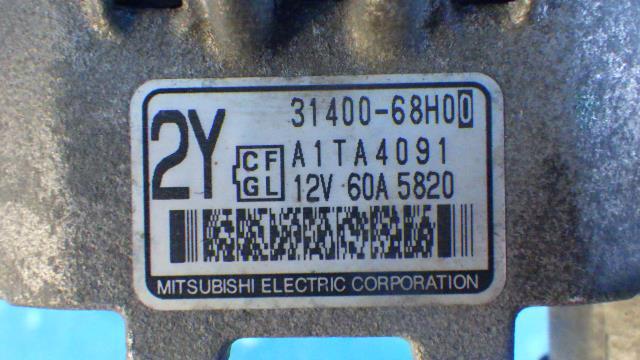 2Y
31400-68H00
CF
GL
A1TA4091
12V 60A 5820
MITSUBISHI ELECTRIC CORPORATION